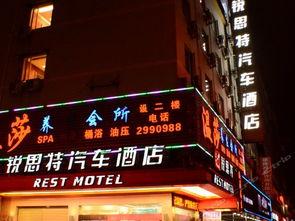 锐思特汽车酒店
莎 养 会所 设二楼
SPA 电话
桶浴 油压 2990988
锐思特汽车酒店
REST MOTEL